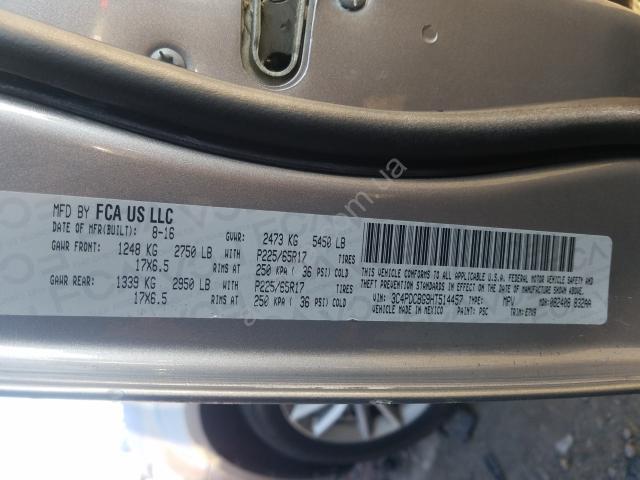 MFD BY FCA US LLC
DATE OF MFR(BUILT): 8-16 GVWR: 2473 KG 5450 LB
GAWR FRONT: 1248 KG 2750 LB WITH P225/65R17 TIRES
17X6.5 RIMS AT 250 KPA ( 36 PSI) COLD
GAWR REAR: 1339 KG 2950 LB WITH P225/65R17 TIRES
17X6.5 RIMS AT 250 KPA ( 36 PSI) COLD
THIS VEHICLE CONFORMS TO ALL APPLICABLE U.S.A. FEDERAL MOTOR VEHICLE SAFETY, BUMPER AND
THEFT PREVENTION STANDARDS IN EFFECT ON THE DATE OF MANUFACTURE SHOWN ABOVE.
VIN: 3C4PDCBG9HT514457 TYPE: MPV MDH:
VEHICLE MADE IN MEXICO PAINT: PSC TRIM: